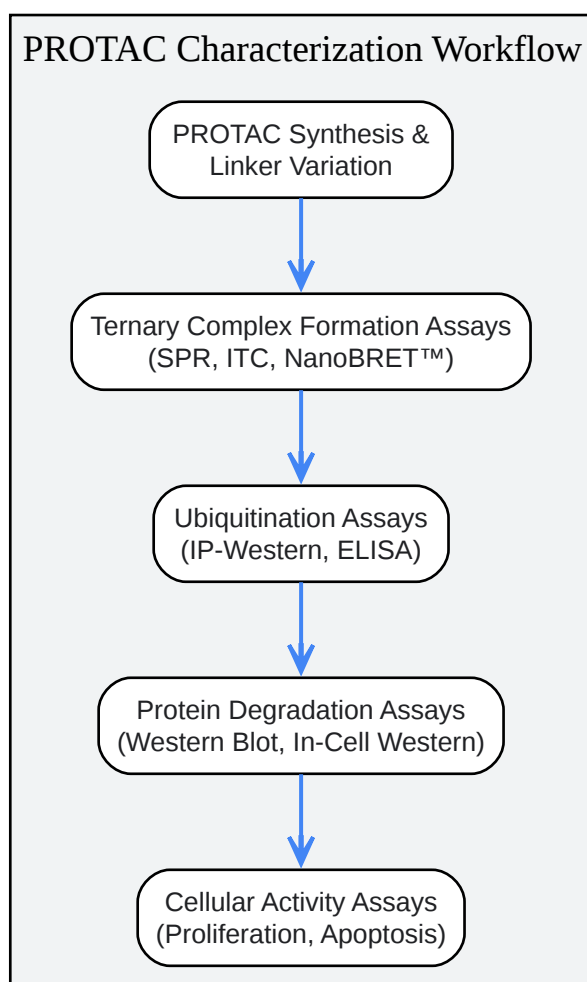 PROTAC Characterization Workflow
PROTAC Synthesis &
Linker Variation
Ternary Complex Formation Assays
(SPR, ITC, NanoBRET™)
Ubiquitination Assays
(IP-Western, ELISA)
Protein Degradation Assays
(Western Blot, In-Cell Western)
Cellular Activity Assays
(Proliferation, Apoptosis)